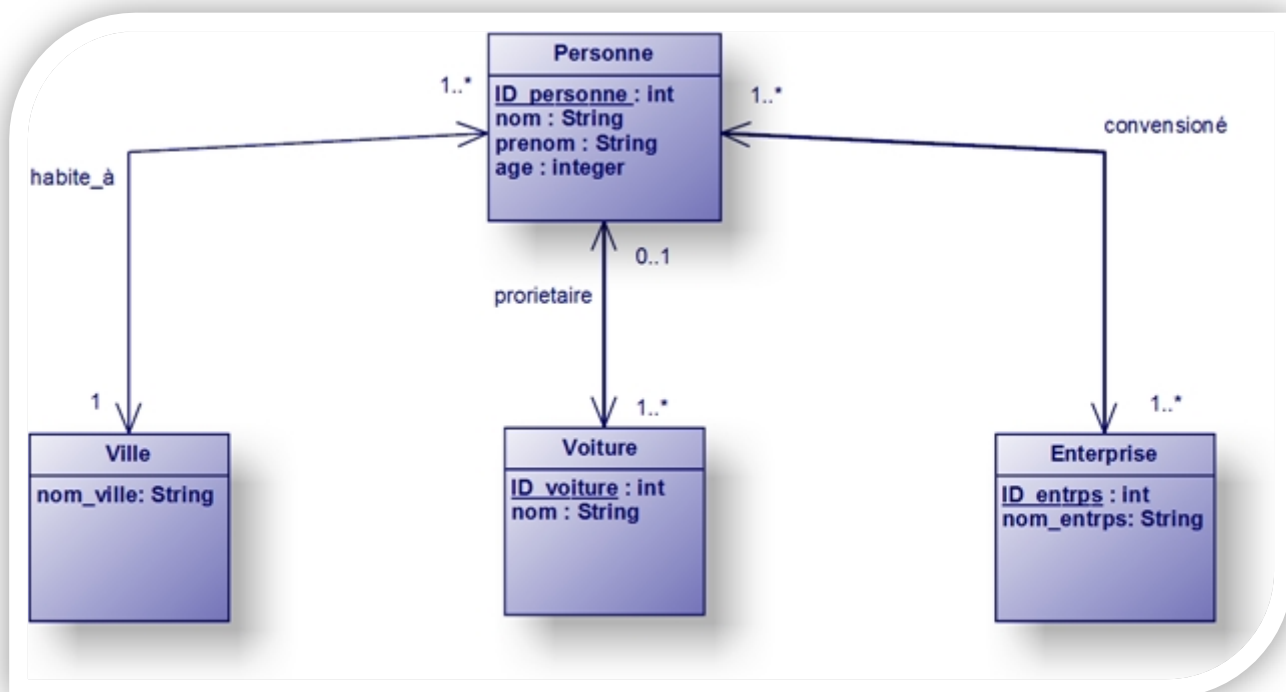 Personne
ID_personne : int
nom : String
prenom : String
age : integer
1..*
1..*
convensioné
habite_à
0..1
prorietaire
1
1..*
1..*
Ville
nom_ville: String
Voiture
ID_voiture : int
nom : String
Enterprise
ID_entrps : int
nom_entrps: String